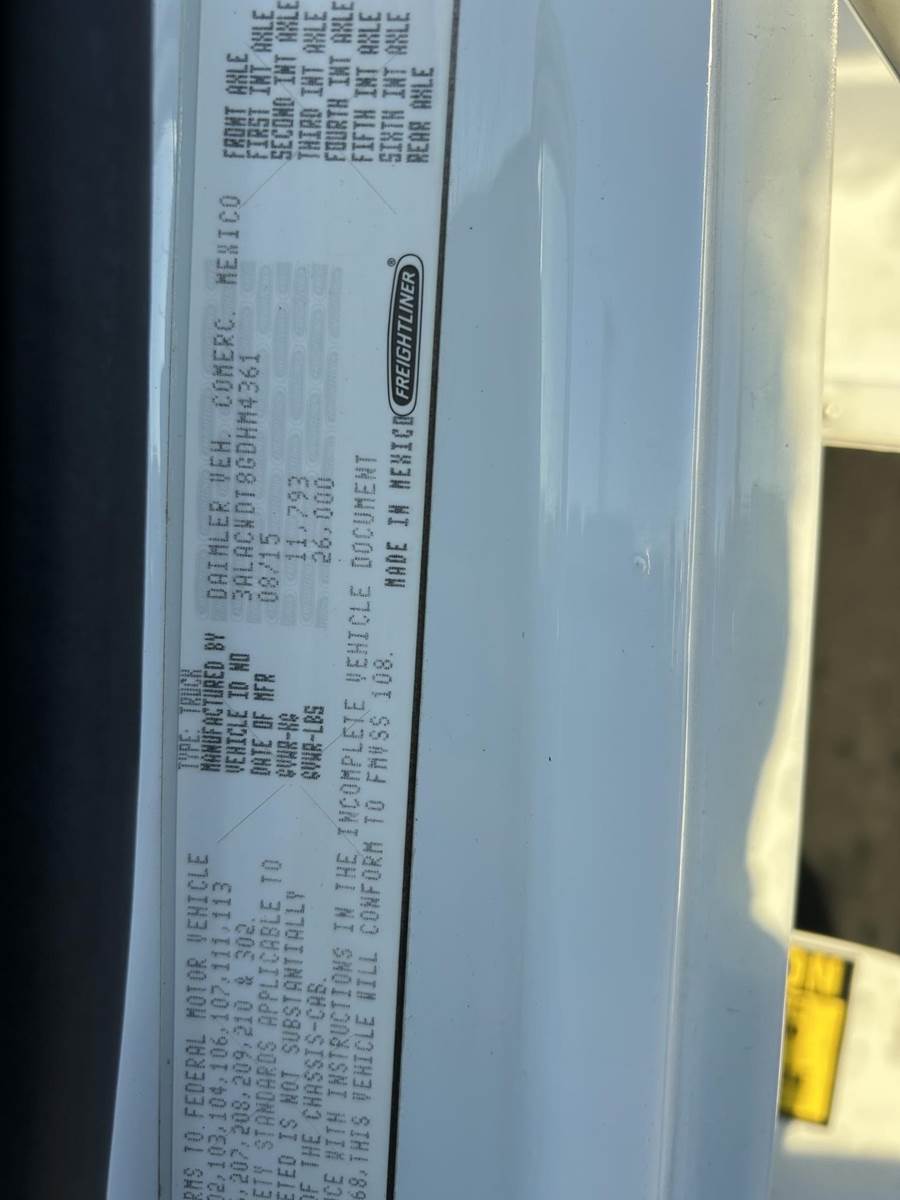 RMS TO FEDERAL MOTOR VEHICLE
02,103,104,106,107,111,113
,207,208,209,210 & 302.
ETY STANDARDS APPLICABLE TO
ETED IS NOT SUBSTANTIALLY
OF THE CHASSIS-CAB.
CE WITH INSTRUCTIONS IN THE INCOMPLETE VEHICLE DOCUMENT
68,THIS VEHICLE WILL CONFORM TO FMVSS 108.
TYPE: TRUCK
MANUFACTURED BY DAIMLER VEH. COMERC. MEXICO
VEHICLE ID NO 3ALACWDT8GDHM4361
DATE OF MFR 08/15
GVWR-KG 11,793
GVWR-LBS 26,000
MADE IN MEXICO
FREIGHTLINER ®
FRONT AXLE
FIRST INT AXLE
SECOND INT AXLE
THIRD INT AXLE
FOURTH INT AXLE
FIFTH INT AXLE
SIXTH INT AXLE
REAR AXLE